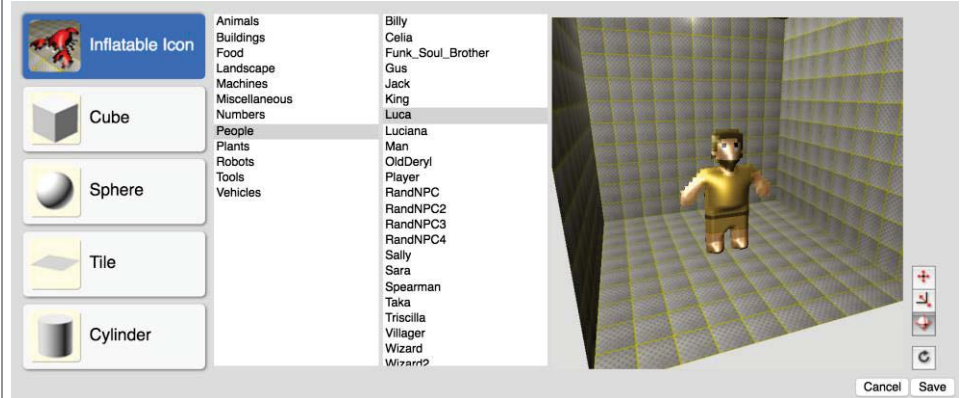 Inflatable Icon
Cube
Sphere
Tile
Cylinder
Animals
Buildings
Food
Landscape
Machines
Miscellaneous
Numbers
People
Plants
Robots
Tools
Vehicles
Billy
Celia
Funk_Soul_Brother
Gus
Jack
King
Luca
Luciana
Man
OldDeryl
Player
RandNPC
RandNPC2
RandNPC3
RandNPC4
Sally
Sara
Spearman
Taka
Triscilla
Villager
Wizard
Wizard2
Cancel
Save